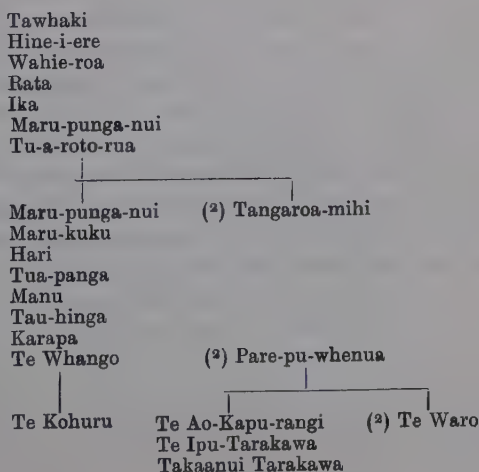 Tawhaki
Hine-i-ere
Wahie-roa
Rata
Ika
Maru-punga-nui
Tu-a-roto-rua
Maru-punga-nui (²) Tangaroa-mihi
Maru-kuku
Hari
Tua-panga
Manu
Tau-hinga
Karapa
Te Whango (²) Pare-pu-whenua
Te Kohuru Te Ao-Kapu-rangi (²) Te Waro
Te Ipu-Tarakawa
Takaanui Tarakawa